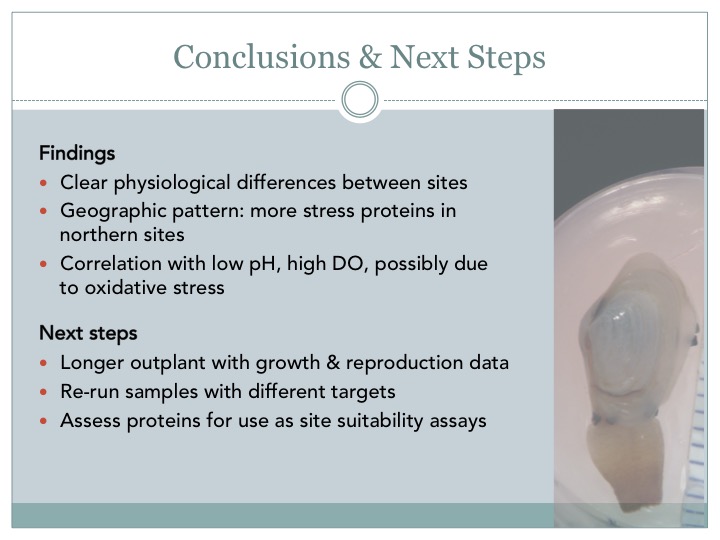 Conclusions & Next Steps
Findings
• Clear physiological differences between sites
• Geographic pattern: more stress proteins in
northern sites
• Correlation with low pH, high DO, possibly due
to oxidative stress
Next steps
• Longer outplant with growth & reproduction data
• Re-run samples with different targets
• Assess proteins for use as site suitability assays